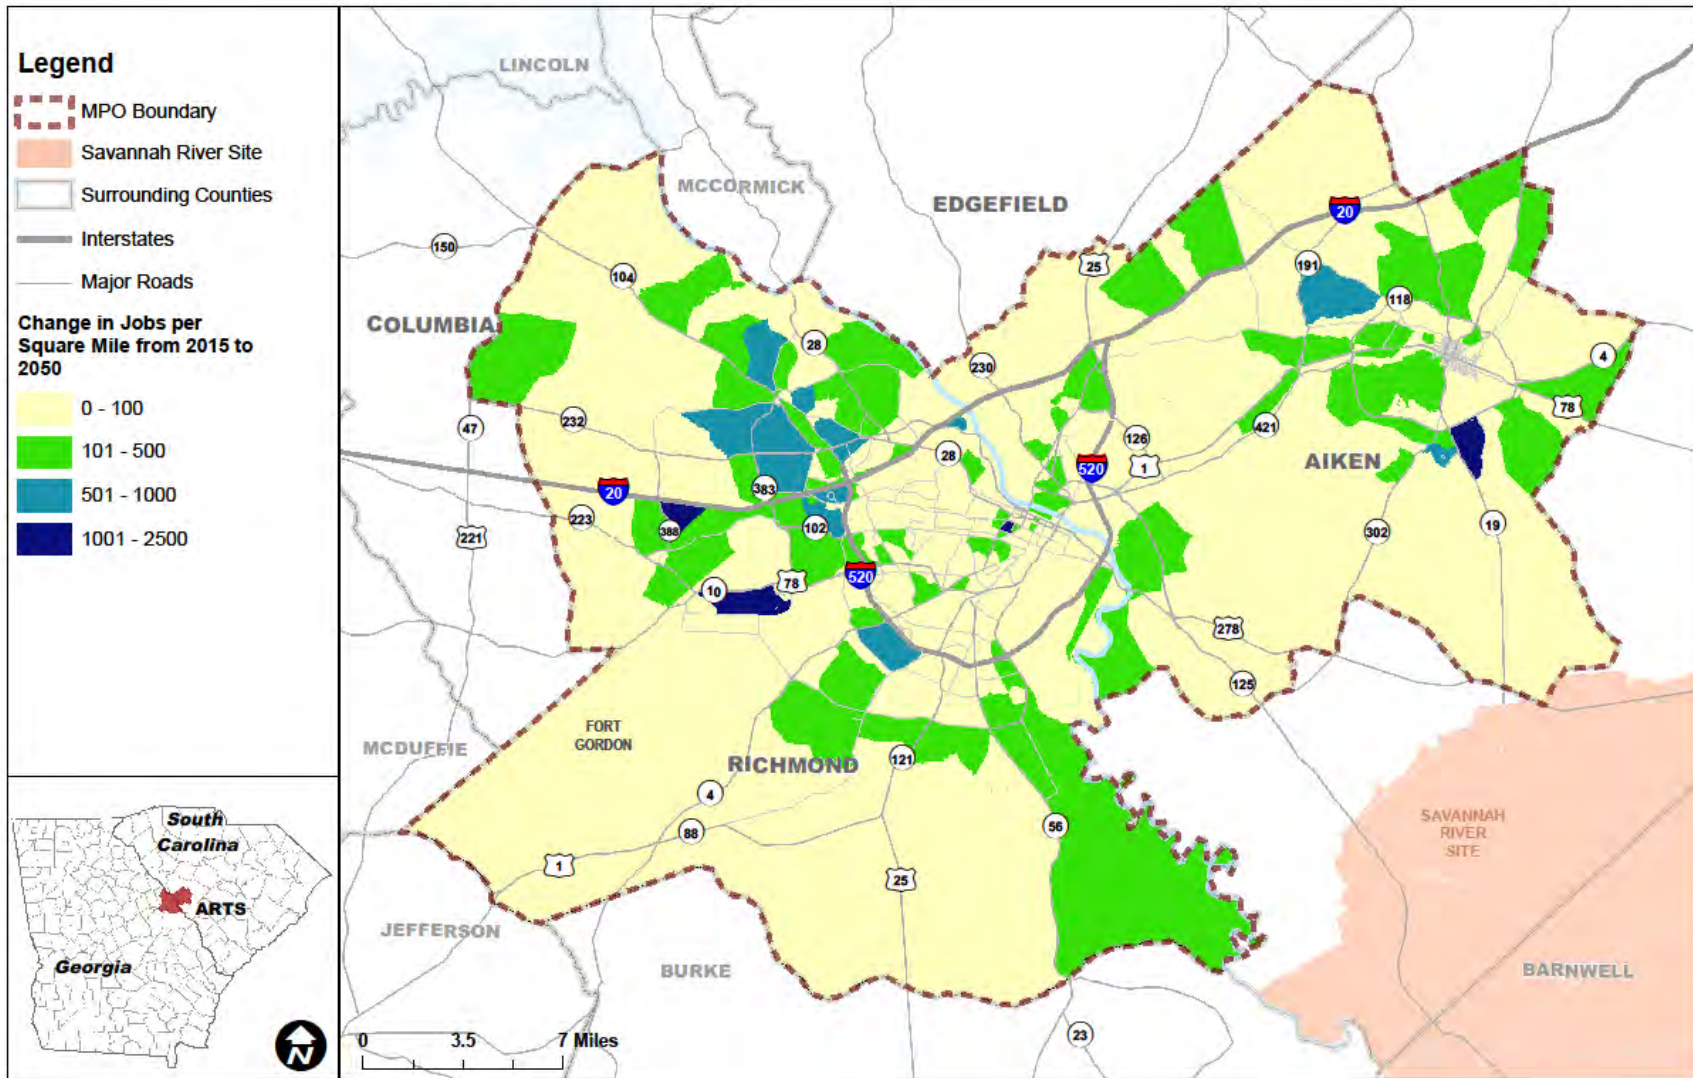 Legend
MPO Boundary
Savannah River Site
Surrounding Counties
Interstates
Major Roads
Change in Jobs per
Square Mile from 2015 to
2050
0 - 100
101 - 500
501 - 1000
1001 - 2500
South
Carolina
ARTS
Georgia
N
LINCOLN
MCCORMICK
EDGEFIELD
20
150
25
104
191
118
COLUMBIA
28
230
4
232
47
78
421
126
28
AIKEN
520
1
20
383
223
388
102
221
302
19
520
78
10
278
125
FORT
GORDON
MCDUFFIE
RICHMOND
121
4
88
56
SAVANNAH
RIVER
SITE
1
25
JEFFERSON
BURKE
BARNWELL
23
0 3.5 7 Miles